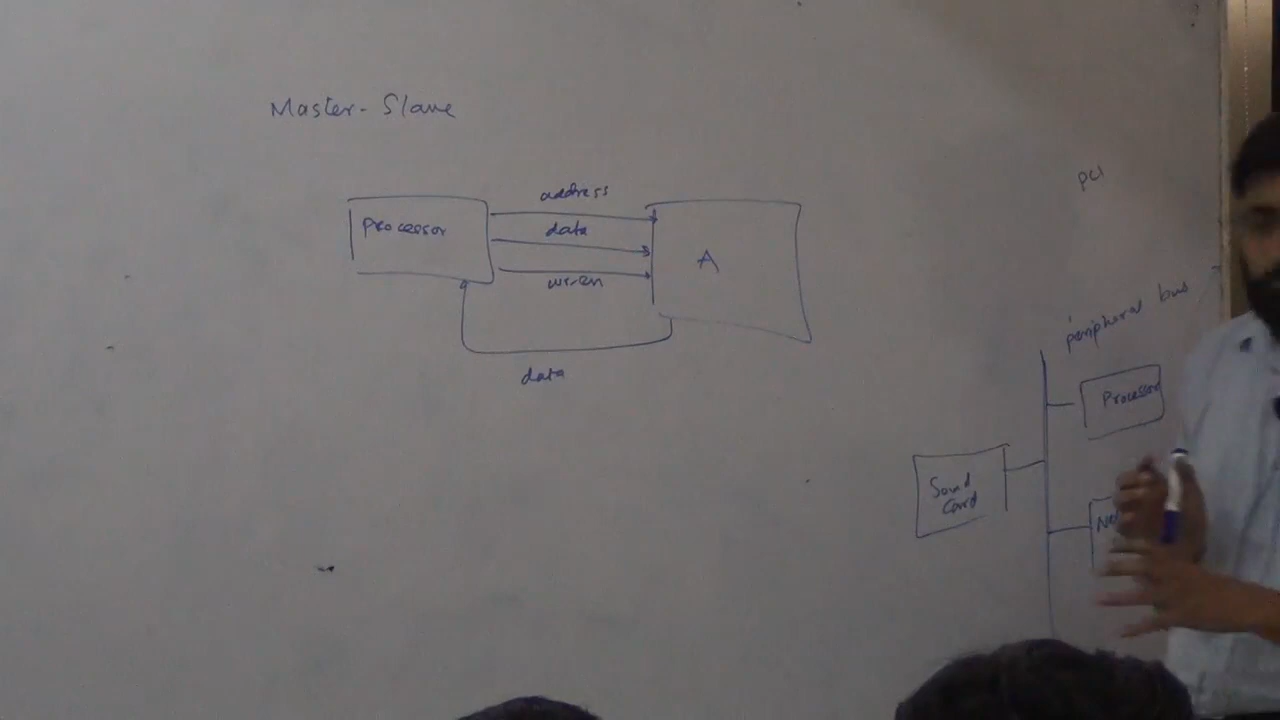 Master-Slave
address
Processor
data
A
wr-en
data
PCI
peripheral bus
Processor
Sound
Card